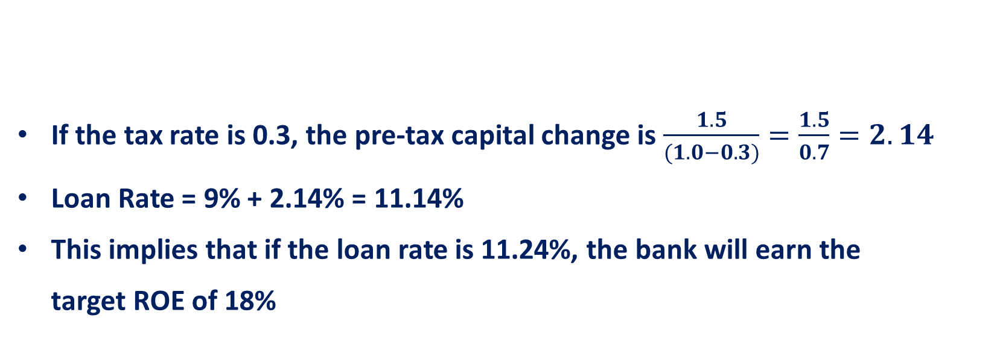 • If the tax rate is 0.3, the pre-tax capital change is 1.5/(1.0−0.3) = 1.5/0.7 = 2.14
• Loan Rate = 9% + 2.14% = 11.14%
• This implies that if the loan rate is 11.24%, the bank will earn the
target ROE of 18%